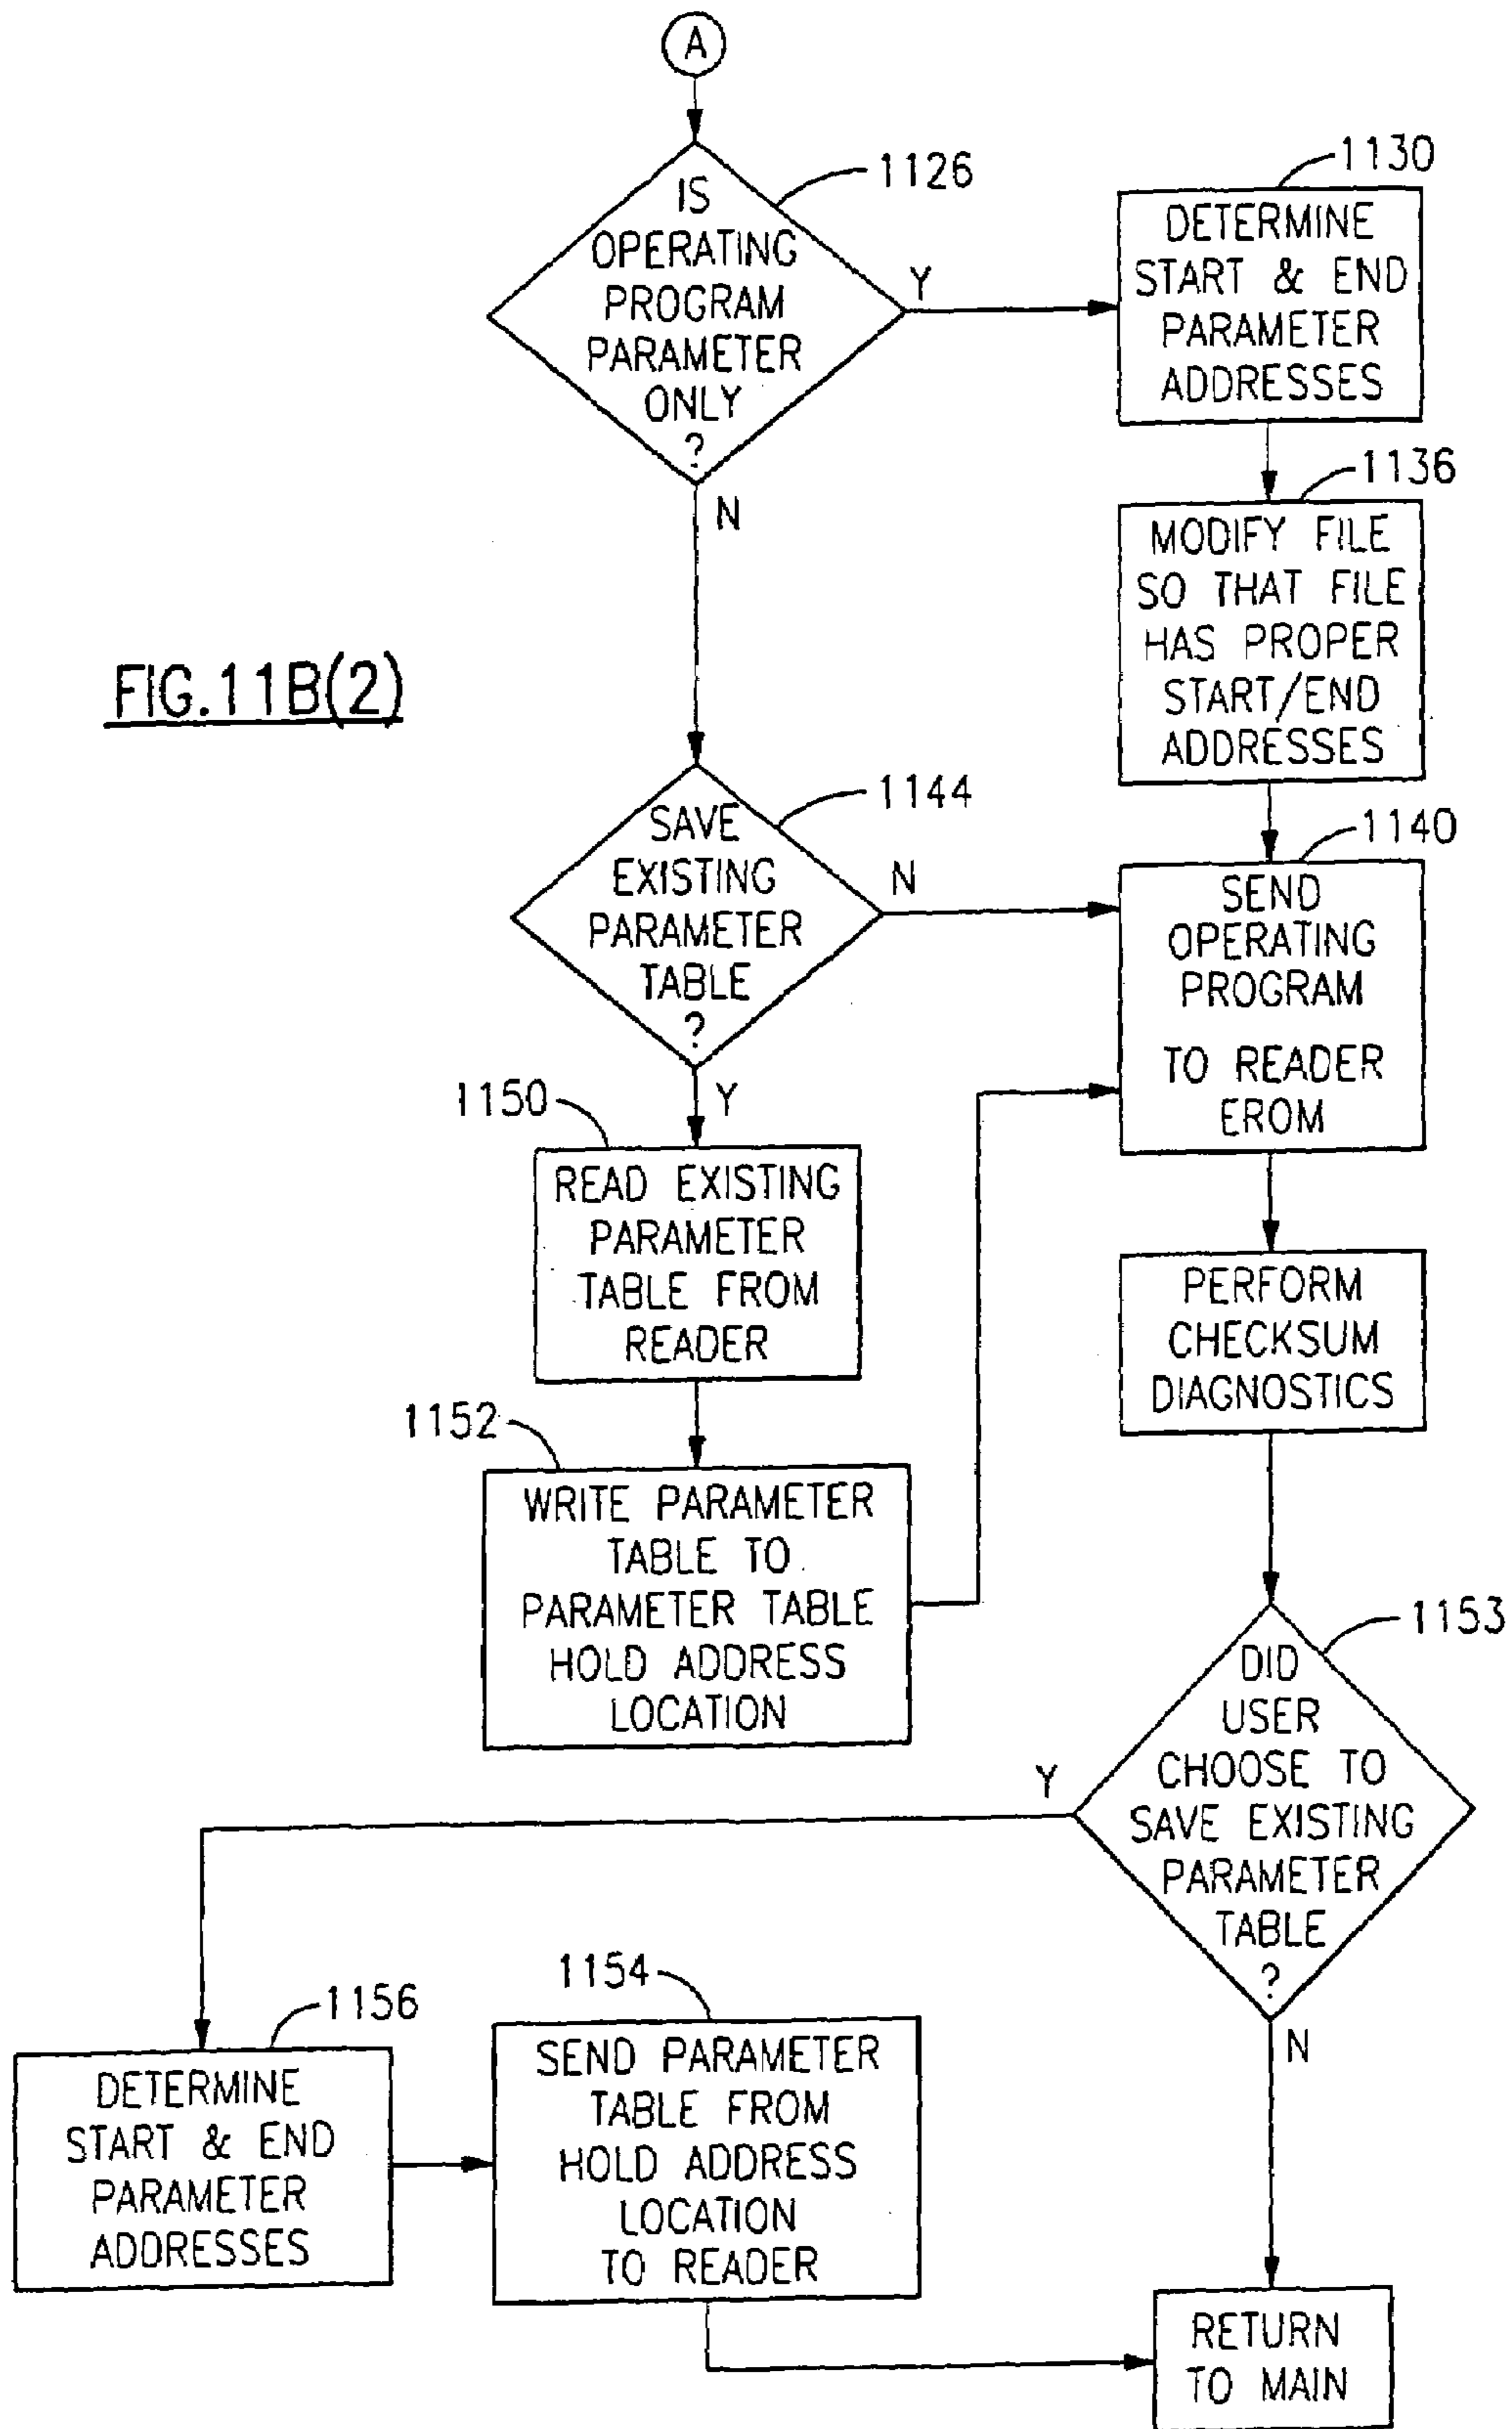 A
1126
IS
OPERATING
PROGRAM
PARAMETER
ONLY
?
Y
N
1130
DETERMINE
START & END
PARAMETER
ADDRESSES
1136
MODIFY FILE
SO THAT FILE
HAS PROPER
START/END
ADDRESSES
FIG.11B(2)
1144
SAVE
EXISTING
PARAMETER
TABLE
?
N
Y
1140
SEND
OPERATING
PROGRAM
TO READER
EROM
1150
READ EXISTING
PARAMETER
TABLE FROM
READER
PERFORM
CHECKSUM
DIAGNOSTICS
1152
WRITE PARAMETER
TABLE TO
PARAMETER TABLE
HOLD ADDRESS
LOCATION
1153
DID
USER
CHOOSE TO
SAVE EXISTING
PARAMETER
TABLE
?
Y
N
1156
DETERMINE
START & END
PARAMETER
ADDRESSES
1154
SEND PARAMETER
TABLE FROM
HOLD ADDRESS
LOCATION
TO READER
RETURN
TO MAIN